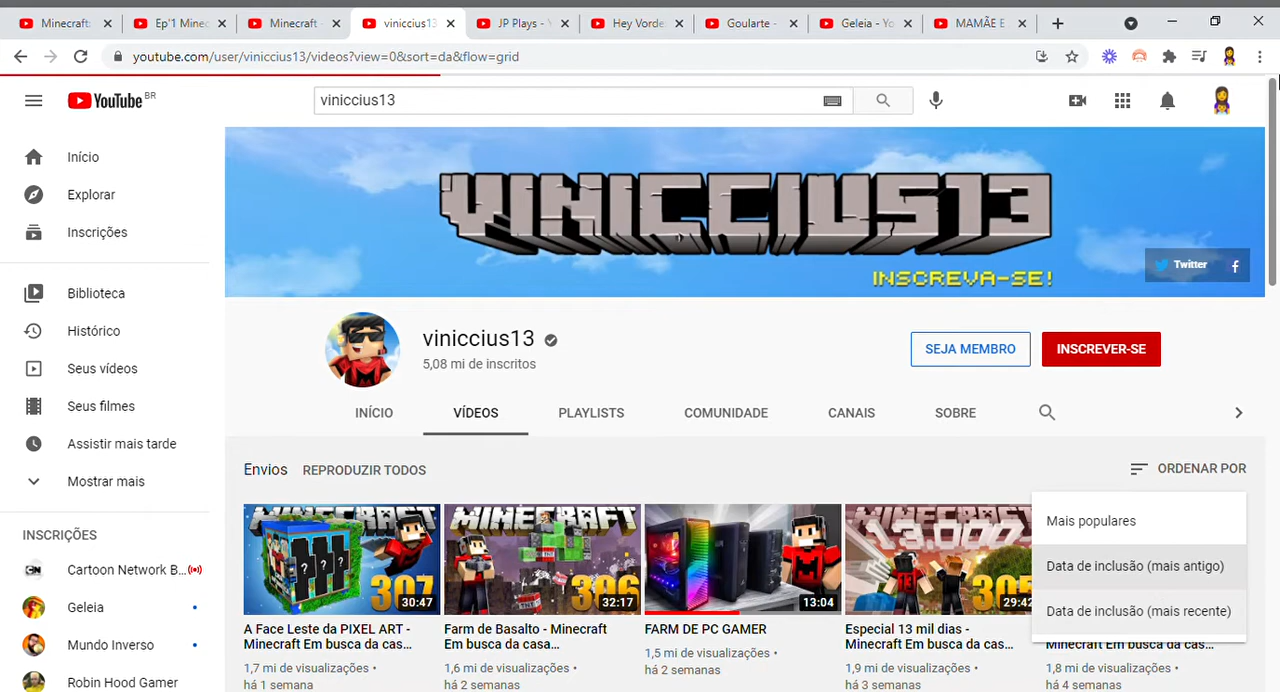 Minecraft:
Ep'1 Minec
Minecraft -
viniccius13
JP Plays - Y
Hey Vorde
Goularte -
Geleia - Yo
MAMÃE E
youtube.com/user/viniccius13/videos?view=0&sort=da&flow=grid
YouTube BR
viniccius13
Início
Explorar
Inscrições
Biblioteca
Histórico
Seus vídeos
Seus filmes
Assistir mais tarde
Mostrar mais
INSCRIÇÕES
Cartoon Network B...
Geleia
Mundo Inverso
Robin Hood Gamer
VINICCIUS13
INSCREVA-SE!
Twitter
viniccius13
5,08 mi de inscritos
SEJA MEMBRO
INSCREVER-SE
INÍCIO
VÍDEOS
PLAYLISTS
COMUNIDADE
CANAIS
SOBRE
Envios
REPRODUZIR TODOS
ORDENAR POR
Mais populares
Data de inclusão (mais antigo)
Data de inclusão (mais recente)
MINECRAFT
307
30:47
A Face Leste da PIXEL ART -
Minecraft Em busca da cas...
1,7 mi de visualizações •
há 1 semana
MINECRAFT
306
32:17
Farm de Basalto - Minecraft
Em busca da casa...
1,6 mi de visualizações •
há 2 semanas
13:04
FARM DE PC GAMER
1,5 mi de visualizações •
há 2 semanas
MINECRAFT
13.000
305
29:42
Especial 13 mil dias -
Minecraft Em busca da cas...
1,9 mi de visualizações •
há 3 semanas
Minecraft Em busca da cas...
1,8 mi de visualizações •
há 4 semanas